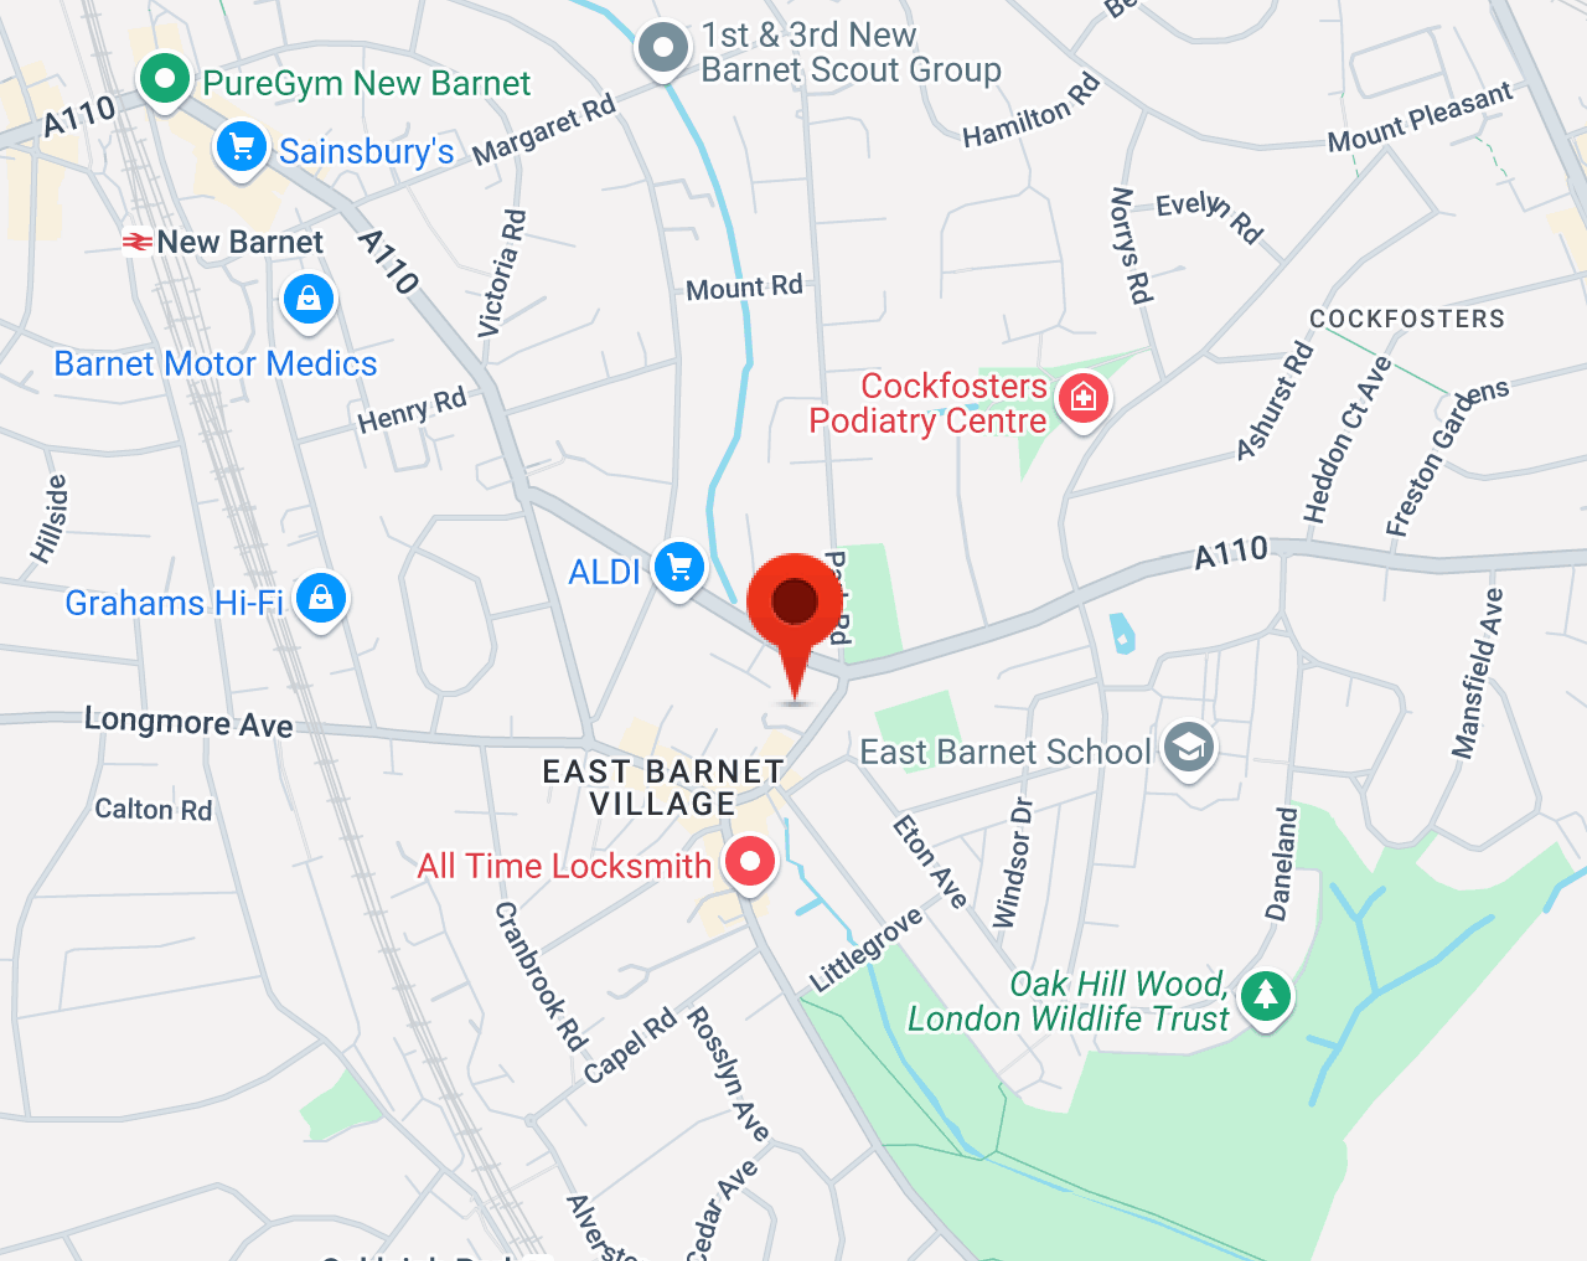 Be
1st & 3rd New
Barnet Scout Group
PureGym New Barnet
A110
Hamilton Rd
Mount Pleasant
Margaret Rd
Sainsbury's
Evelyn Rd
Norrys Rd
New Barnet
A110
Victoria Rd
Mount Rd
COCKFOSTERS
Barnet Motor Medics
Henry Rd
Cockfosters
Podiatry Centre
Ashurst Rd
Heddon Ct Ave
Freston Gardens
Hillside
A110
ALDI
Rd
Grahams Hi-Fi
Mansfield Ave
Longmore Ave
East Barnet School
EAST BARNET
VILLAGE
Calton Rd
Windsor Dr
Eton Ave
Daneland
All Time Locksmith
Cranbrook Rd
Littlegrove
Oak Hill Wood,
London Wildlife Trust
Capel Rd
Rosslyn Ave
Cedar Ave
Alversto